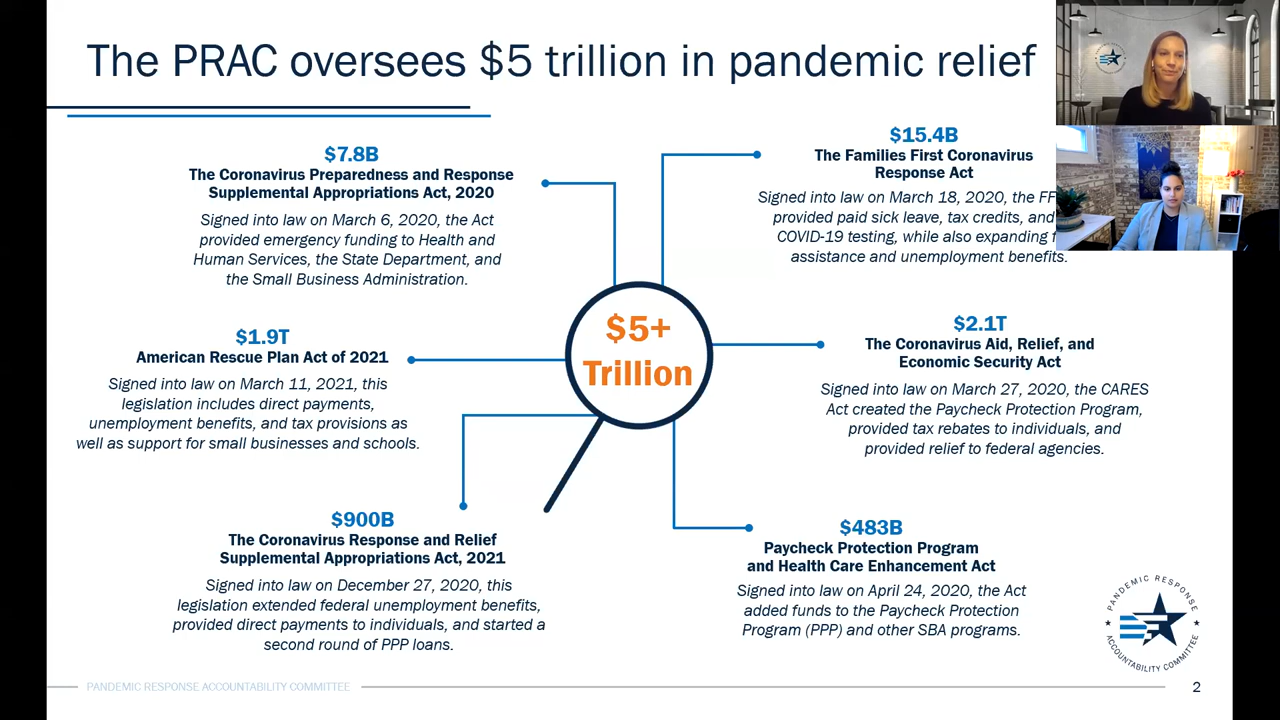 The PRAC oversees $5 trillion in pandemic relief
$7.8B
The Coronavirus Preparedness and Response
Supplemental Appropriations Act, 2020
Signed into law on March 6, 2020, the Act
provided emergency funding to Health and
Human Services, the State Department, and
the Small Business Administration.
$15.4B
The Families First Coronavirus
Response Act
Signed into law on March 18, 2020, the
provided paid sick leave, tax credits, and
COVID-19 testing, while also expanding
assistance and unemployment benefits.
$5+
Trillion
$1.9T
American Rescue Plan Act of 2021
Signed into law on March 11, 2021, this
legislation includes direct payments,
unemployment benefits, and tax provisions as
well as support for small businesses and schools.
$2.1T
The Coronavirus Aid, Relief, and
Economic Security Act
Signed into law on March 27, 2020, the CARES
Act created the Paycheck Protection Program,
provided tax rebates to individuals, and
provided relief to federal agencies.
$900B
The Coronavirus Response and Relief
Supplemental Appropriations Act, 2021
Signed into law on December 27, 2020, this
legislation extended federal unemployment benefits,
provided direct payments to individuals, and started a
second round of PPP loans.
$483B
Paycheck Protection Program
and Health Care Enhancement Act
Signed into law on April 24, 2020, the Act
added funds to the Paycheck Protection
Program (PPP) and other SBA programs.
PANDEMIC RESPONSE
ACCOUNTABILITY COMMITTEE
PANDEMIC RESPONSE ACCOUNTABILITY COMMITTEE
2